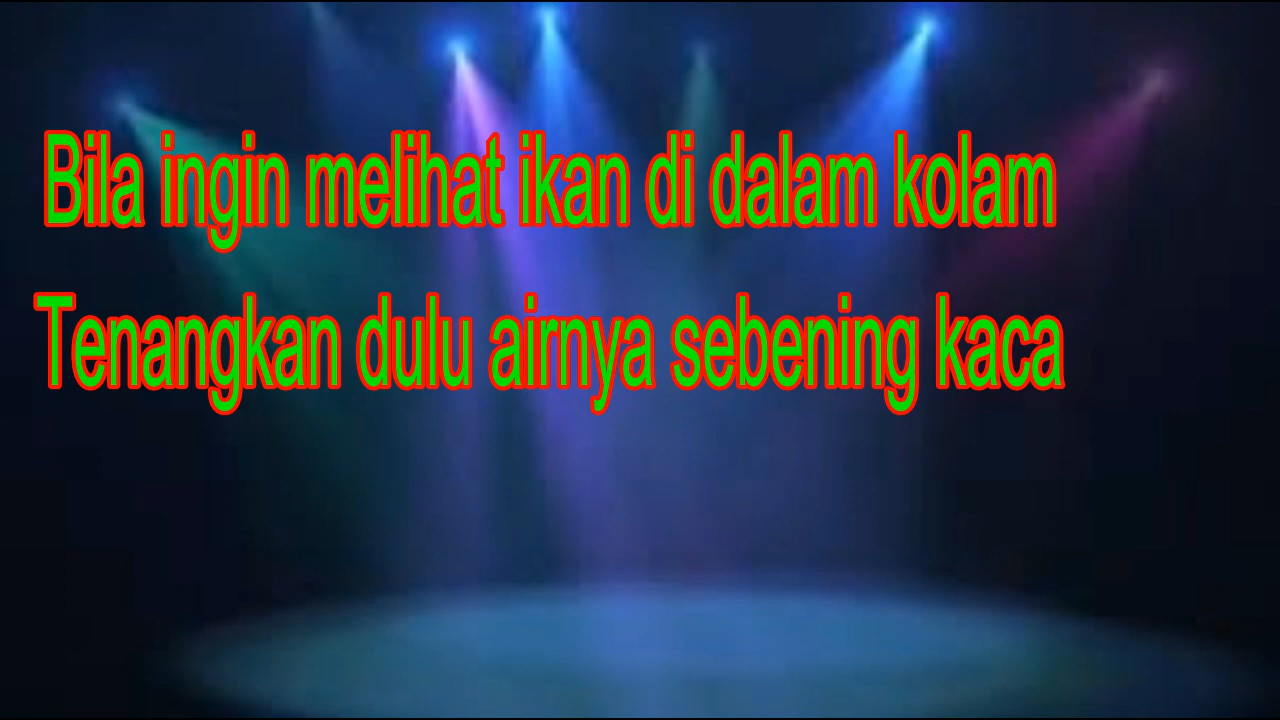 Bila ingin melihat ikan di dalam kolam
Tenangkan dulu airnya sebening kaca